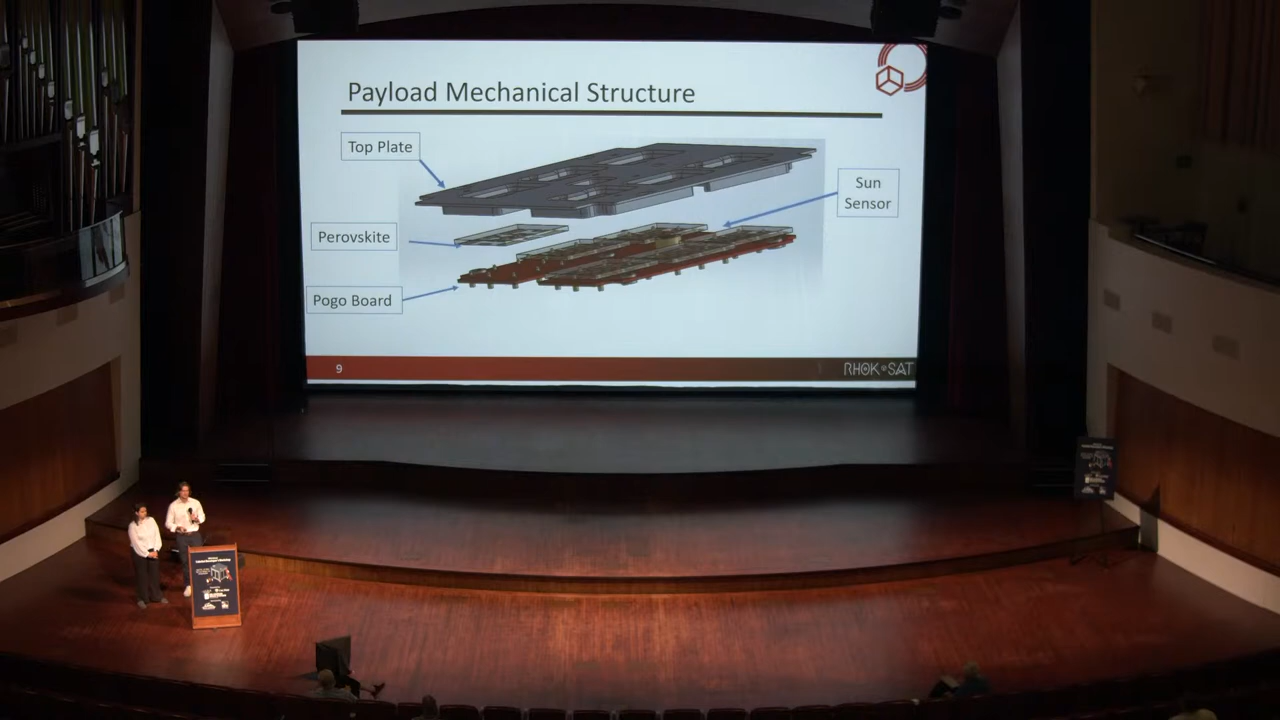 Payload Mechanical Structure
Top Plate
Sun
Sensor
Perovskite
Pogo Board
9
RHOK SAT